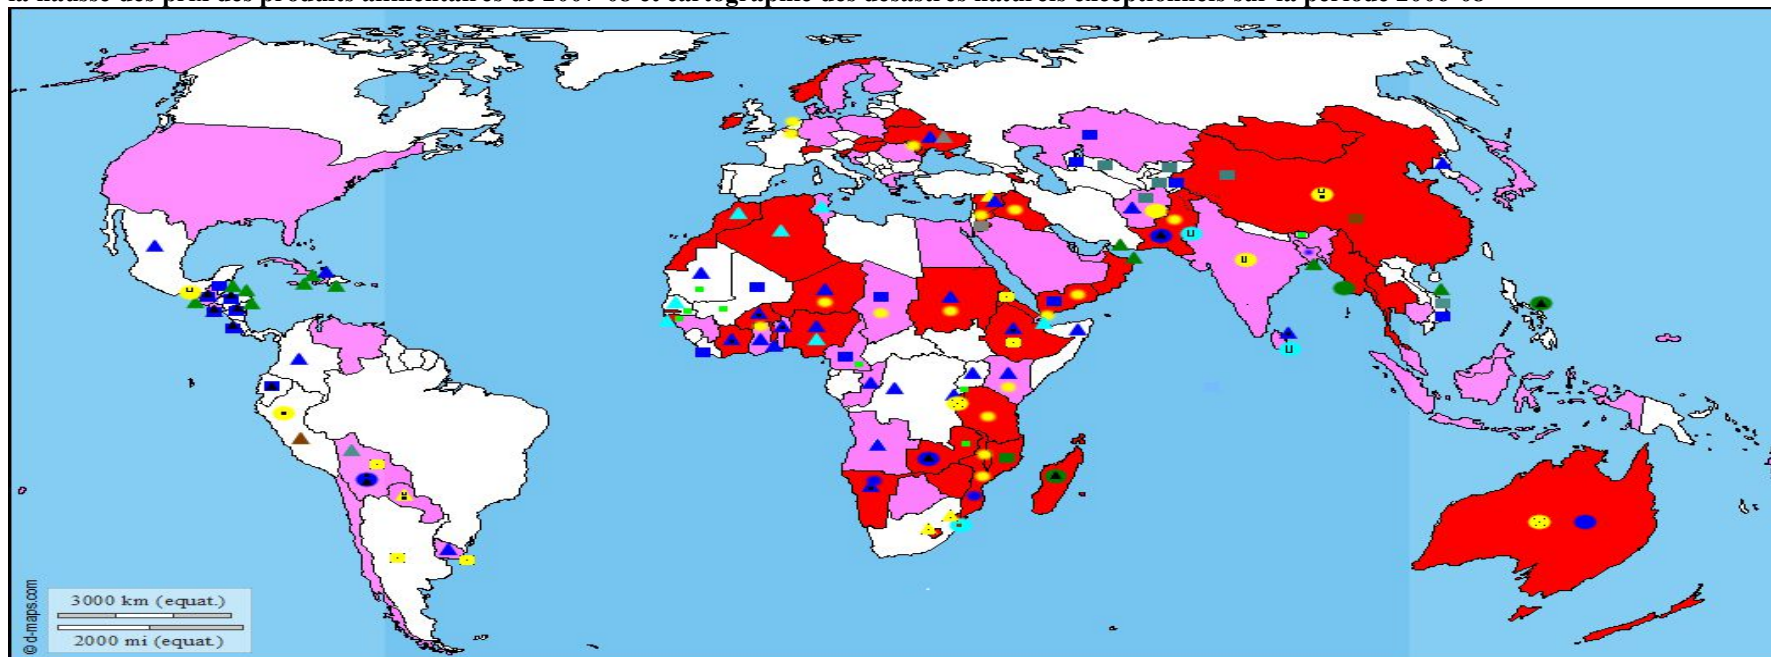 la hausse des prix des produits alimentaires de 2007-08 et cartographie des désastres naturels exceptionnels sur la période 2006-08
3000 km (equat.)
2000 mi (equat.)
© d-maps.com